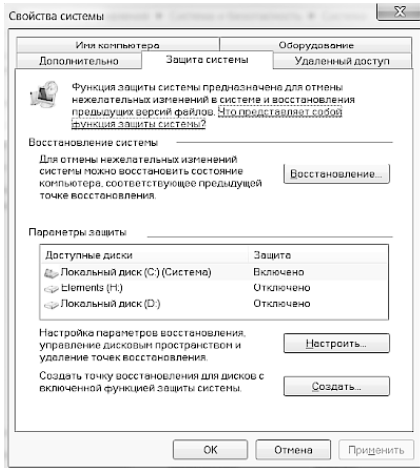 Свойства системы
Имя компьютера
Оборудование
Дополнительно
Защита системы
Удаленный доступ
Функция защиты системы предназначена для отмены
нежелательных изменений в системе и восстановления
предыдущих версий файлов. Что представляет собой
функция защиты системы?
Восстановление системы
Для отмены нежелательных изменений
системы можно восстановить состояние
компьютера, соответствующее предыдущей
точке восстановления.
Восстановление...
Параметры защиты
Доступные диски Защита
Локальный диск (C:) (Система) Включено
Elements (H:) Отключено
Локальный диск (D:) Отключено
Настройка параметров восстановления,
управление дисковым пространством и
удаление точек восстановления.
Настроить...
Создать точку восстановления для дисков с
включенной функцией защиты системы.
Создать...
ОК Отмена Применить